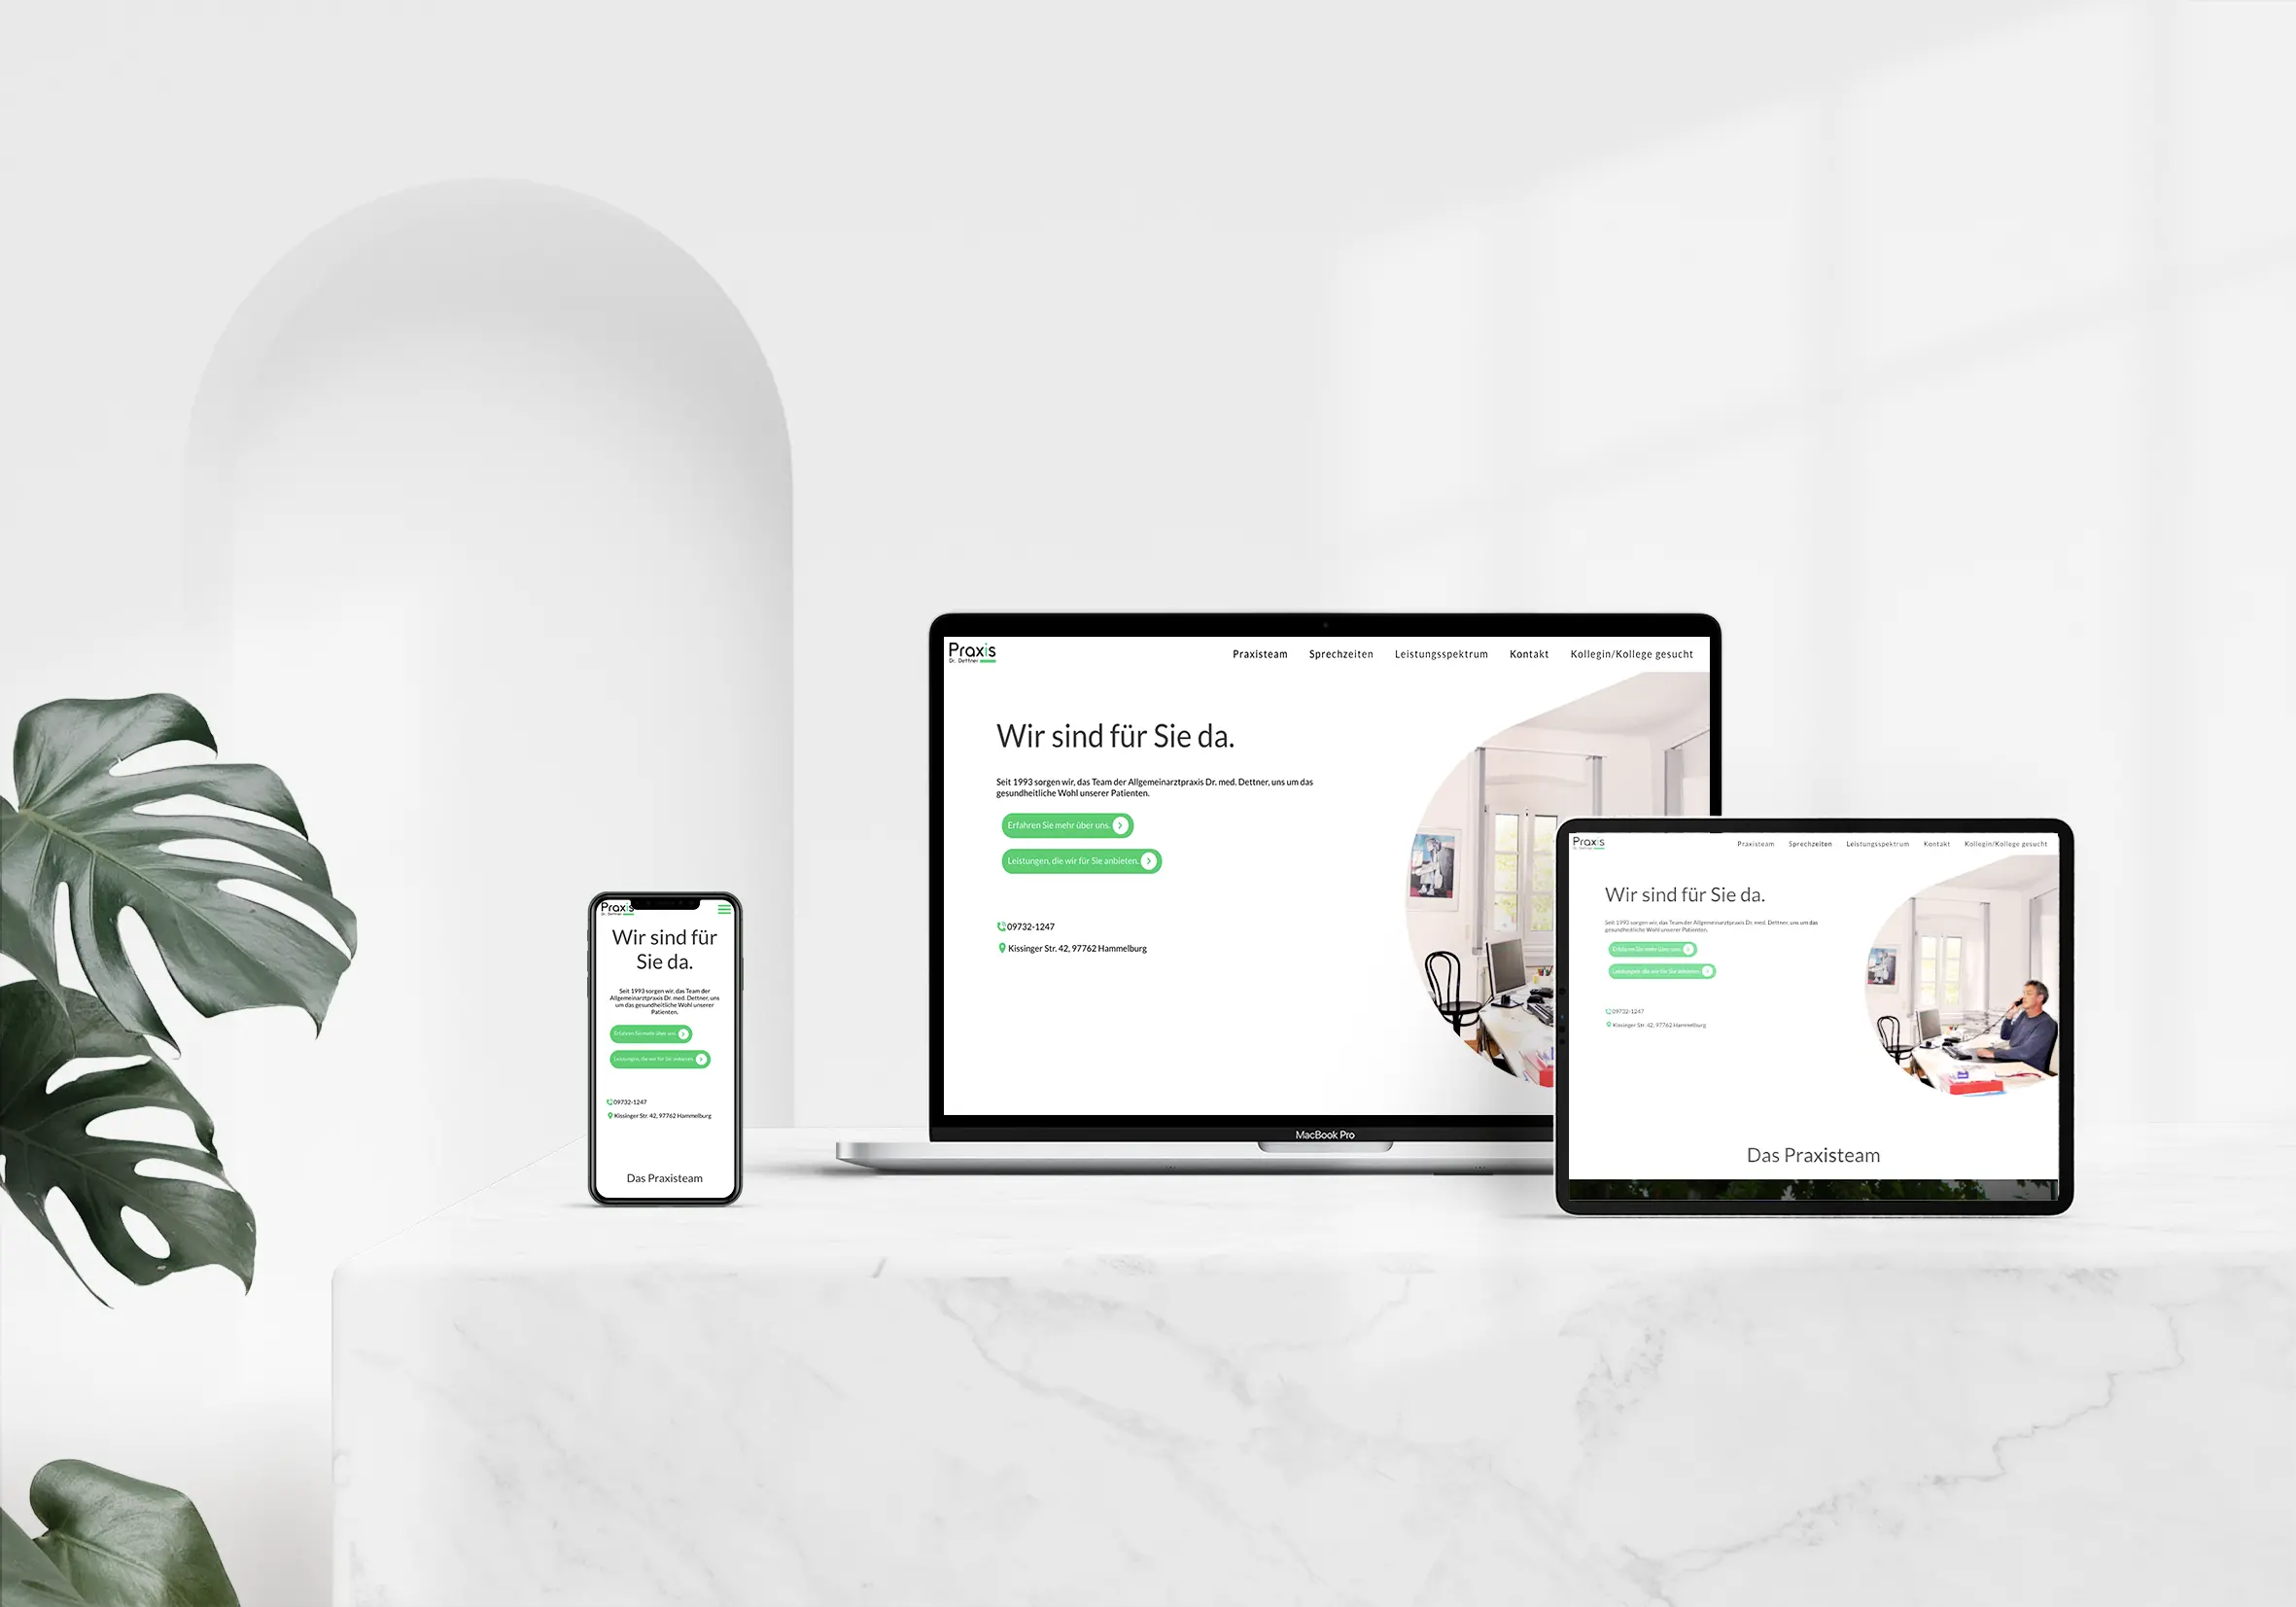 Praxis
Dr. Dettner
Praxisteam Sprechzeiten Leistungsspektrum Kontakt Kollegin/Kollege gesucht
Wir sind für Sie da.
Seit 1993 sorgen wir, das Team der Allgemeinarztpraxis Dr. med. Dettner, uns um das
gesundheitliche Wohl unserer Patienten.
Erfahren Sie mehr über uns.
Leistungen, die wir für Sie anbieten.
09732-1247
Kissinger Str. 42, 97762 Hammelburg
MacBook Pro
Praxis
Dr. Dettner
Wir sind für
Sie da.
Seit 1993 sorgen wir, das Team der
Allgemeinarztpraxis Dr. med. Dettner, uns
um das gesundheitliche Wohl unserer
Patienten.
Erfahren Sie mehr über uns.
Leistungen, die wir für Sie anbieten.
09732-1247
Kissinger Str. 42, 97762 Hammelburg
Das Praxisteam
Praxis
Dr. Dettner
Praxisteam Sprechzeiten Leistungsspektrum Kontakt Kollegin/Kollege gesucht
Wir sind für Sie da.
Seit 1993 sorgen wir, das Team der Allgemeinarztpraxis Dr. med. Dettner, uns um das
gesundheitliche Wohl unserer Patienten.
Erfahren Sie mehr über uns.
Leistungen, die wir für Sie anbieten.
09732-1247
Kissinger Str. 42, 97762 Hammelburg
Das Praxisteam